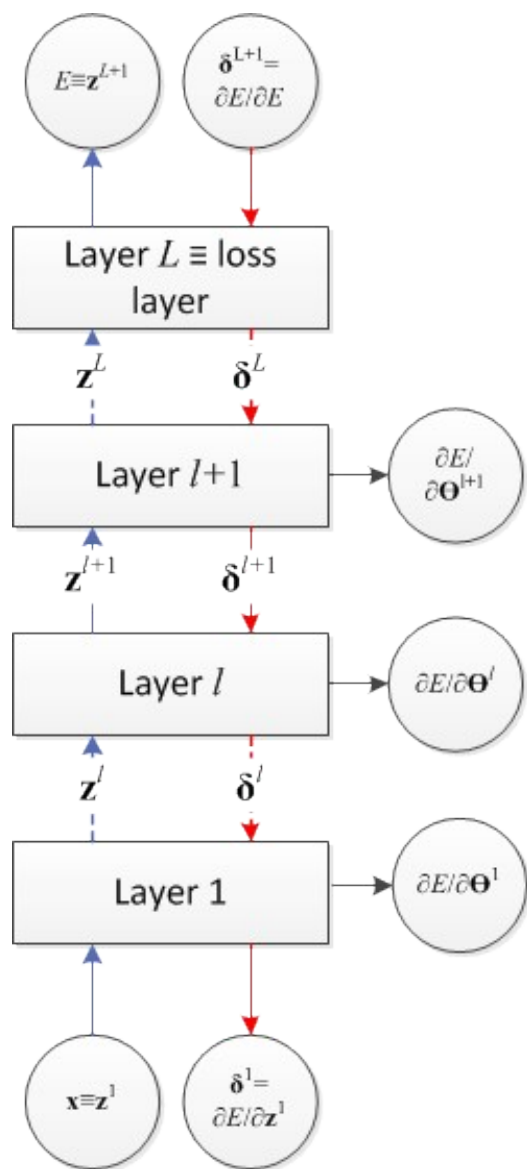 E≡z^{L+1}
δ^{L+1}=
∂E/∂E
Layer L ≡ loss
layer
z^L
δ^L
Layer l+1
∂E/
∂Θ^{l+1}
z^{l+1}
δ^{l+1}
Layer l
∂E/∂Θ^l
z^l
δ^l
Layer 1
∂E/∂Θ^1
x≡z^1
δ^1=
∂E/∂z^1